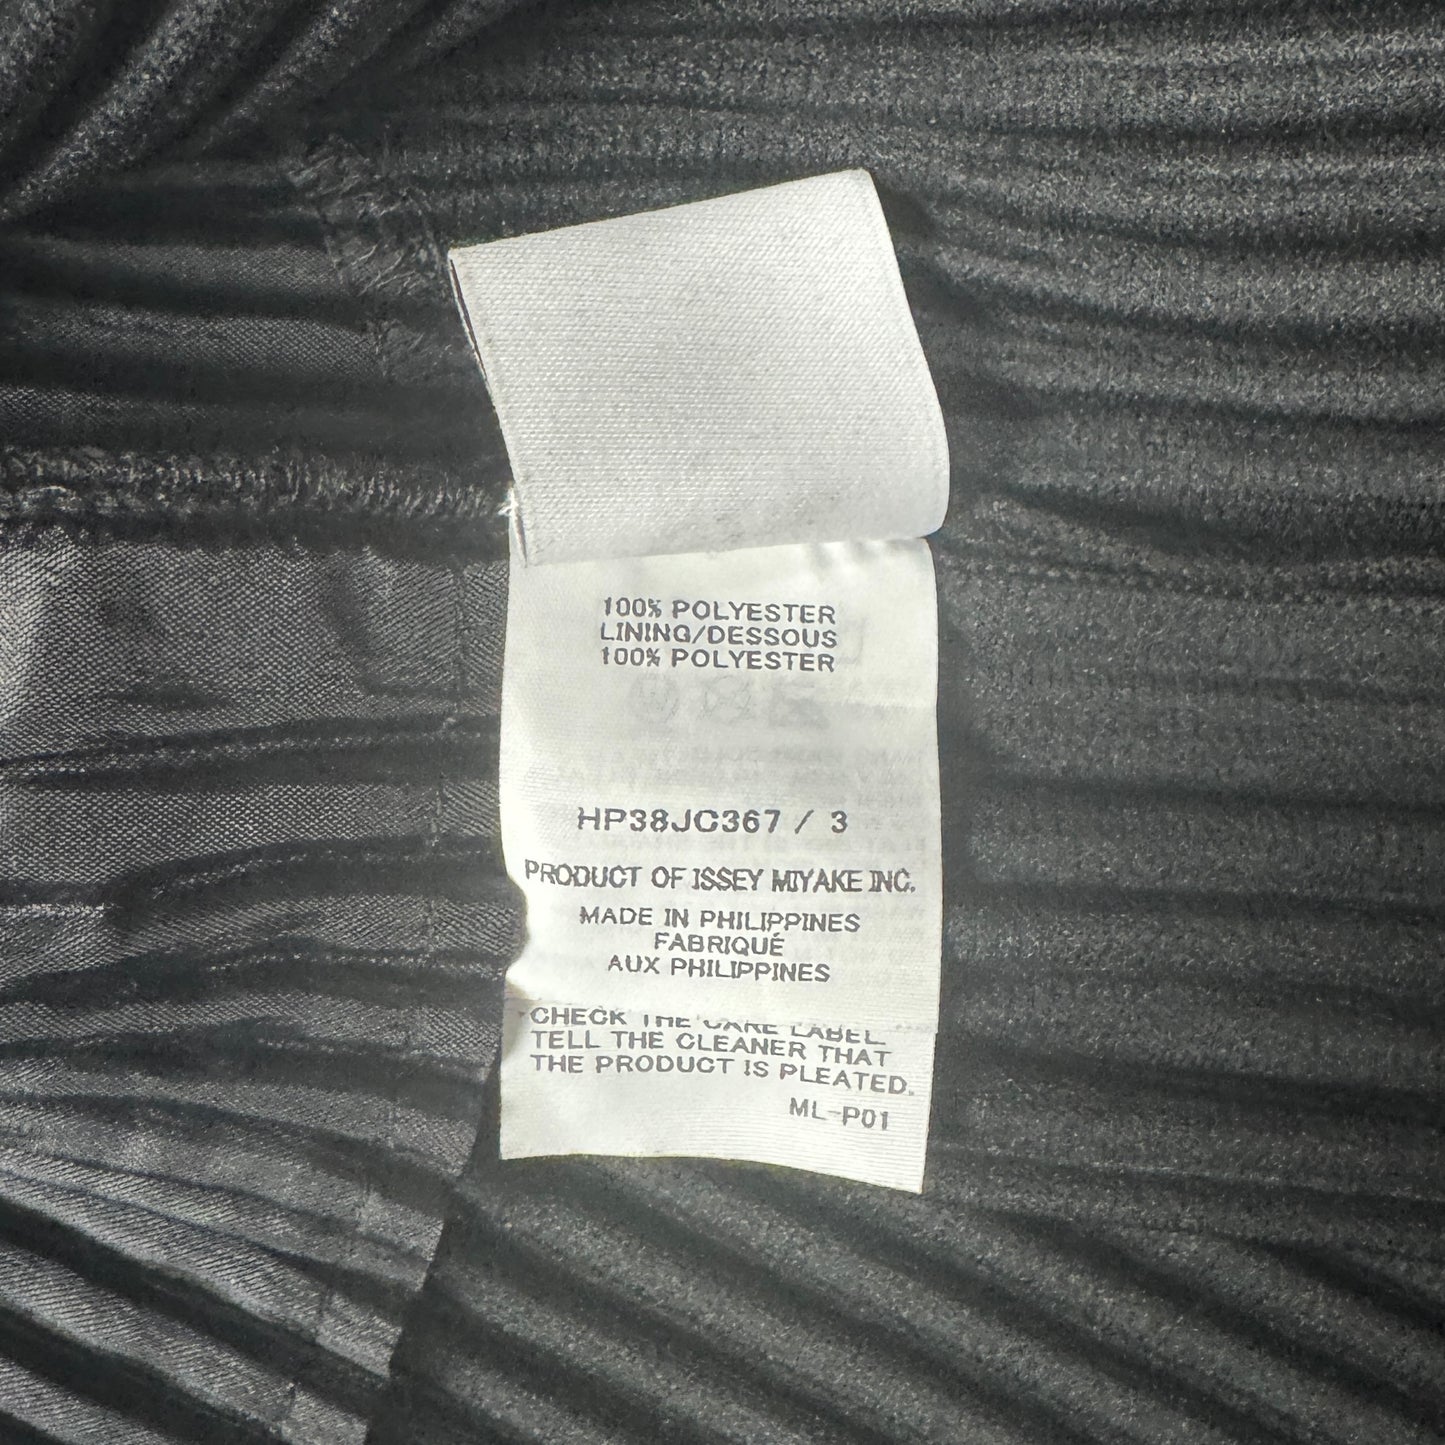 100% POLYESTER
LINING/DESSOUS
100% POLYESTER
HP38JC367 / 3
PRODUCT OF ISSEY MIYAKE INC.
MADE IN PHILIPPINES
FABRIQUÉ
AUX PHILIPPINES
CHECK THE CARE LABEL
TELL THE CLEANER THAT
THE PRODUCT IS PLEATED.
ML-P01